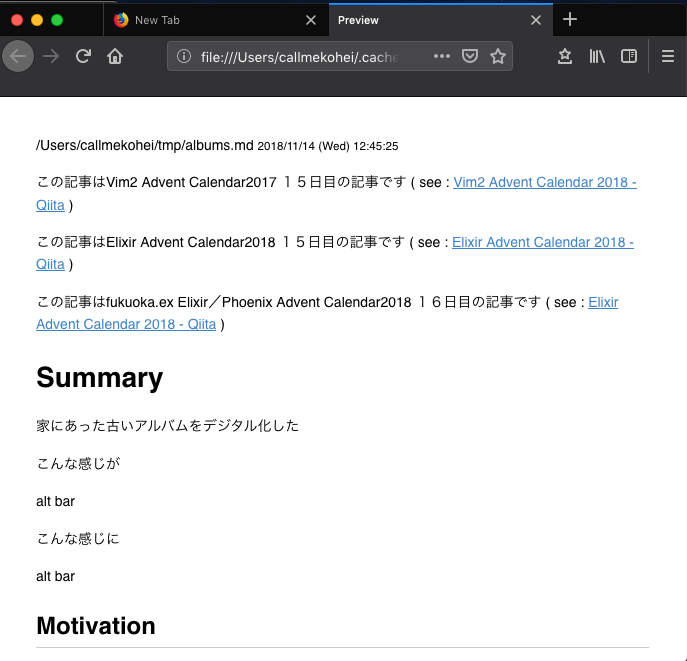 New Tab
Preview
file:///Users/callmekohei/.cache
/Users/callmekohei/tmp/albums.md 2018/11/14 (Wed) 12:45:25
この記事はVim2 Advent Calendar2017 １５日目の記事です ( see : Vim2 Advent Calendar 2018 -
Qiita )
この記事はElixir Advent Calendar2018 １５日目の記事です ( see : Elixir Advent Calendar 2018 -
Qiita )
この記事はfukuoka.ex Elixir／Phoenix Advent Calendar2018 １６日目の記事です ( see : Elixir
Advent Calendar 2018 - Qiita )
Summary
家にあった古いアルバムをデジタル化した
こんな感じが
alt bar
こんな感じに
alt bar
Motivation